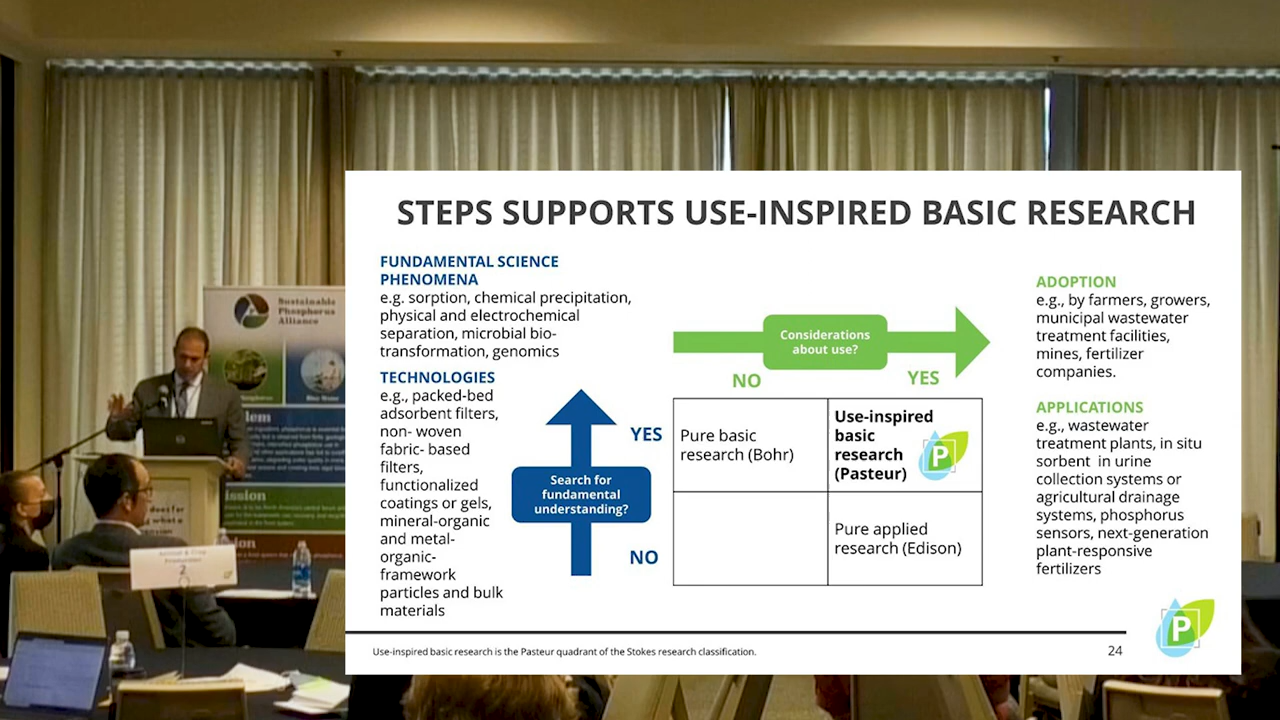 STEPS SUPPORTS USE-INSPIRED BASIC RESEARCH
FUNDAMENTAL SCIENCE
PHENOMENA
e.g. sorption, chemical precipitation,
physical and electrochemical
separation, microbial bio-
transformation, genomics
TECHNOLOGIES
e.g., packed-bed
adsorbent filters,
non- woven
fabric- based
filters,
functionalized
coatings or gels,
mineral-organic
and metal-
organic-
framework
particles and bulk
materials
YES
Search for
fundamental
understanding?
NO
Considerations
about use?
NO
YES
Pure basic
research (Bohr)
Use-inspired
basic
research
(Pasteur)
P
Pure applied
research (Edison)
ADOPTION
e.g., by farmers, growers,
municipal wastewater
treatment facilities,
mines, fertilizer
companies.
APPLICATIONS
e.g., wastewater
treatment plants, in situ
sorbent in urine
collection systems or
agricultural drainage
systems, phosphorus
sensors, next-generation
plant-responsive
fertilizers
Use-inspired basic research is the Pasteur quadrant of the Stokes research classification.
24
P
Sustainable
Phosphorus
Alliance
2